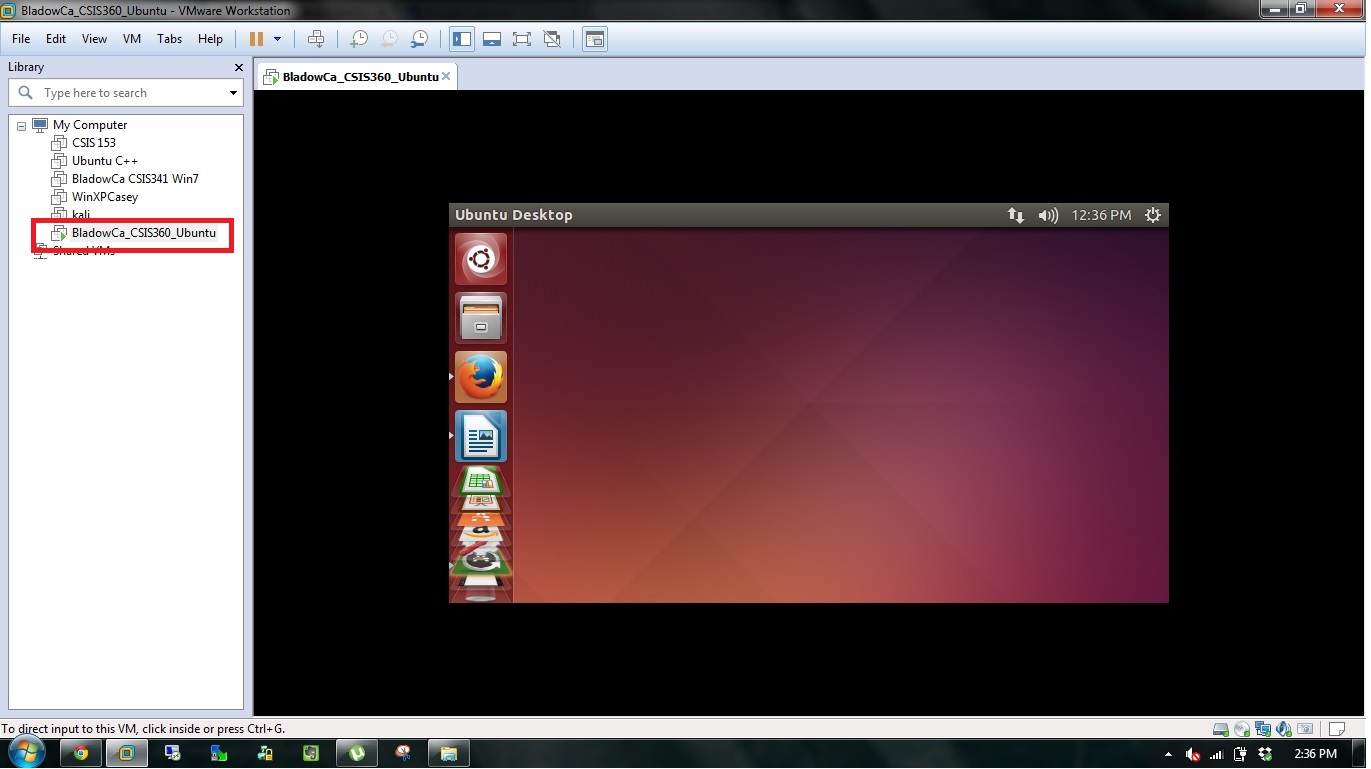 BladowCa_CSIS360_Ubuntu - VMware Workstation
File Edit View VM Tabs Help
Library
Type here to search
My Computer
CSIS 153
Ubuntu C++
BladowCa CSIS341 Win7
WinXPCasey
kali
BladowCa_CSIS360_Ubuntu
Shared VMs
BladowCa_CSIS360_Ubuntu
Ubuntu Desktop
12:36 PM
a
To direct input to this VM, click inside or press Ctrl+G.
2:36 PM